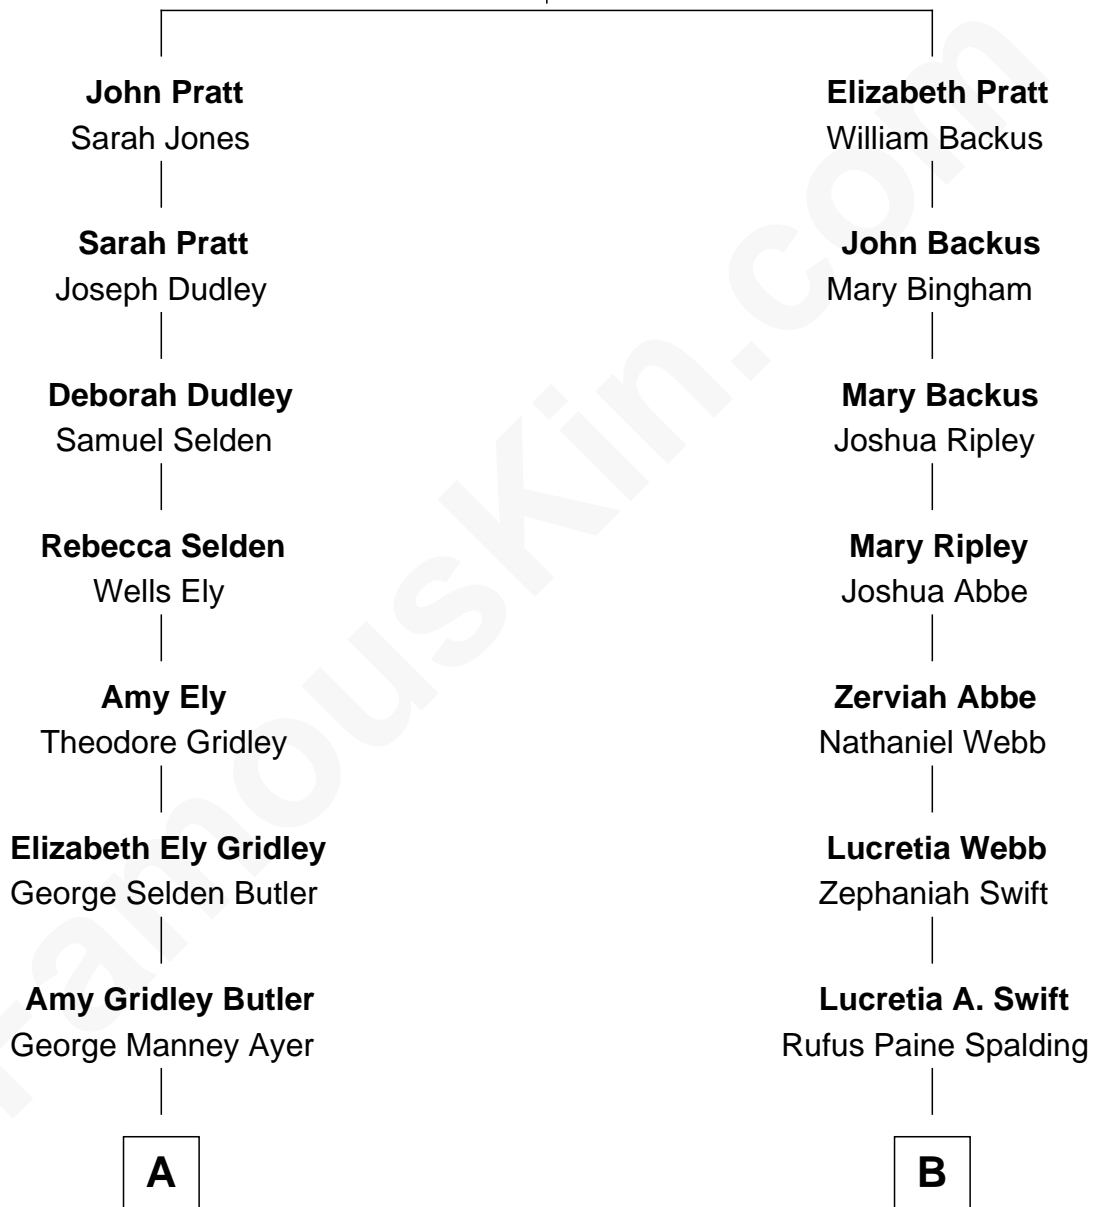 John Pratt
Sarah Jones
Sarah Pratt
Joseph Dudley
Deborah Dudley
Samuel Selden
Rebecca Selden
Wells Ely
Amy Ely
Theodore Gridley
Elizabeth Ely Gridley
George Selden Butler
Amy Gridley Butler
George Manney Ayer
A
Elizabeth Pratt
William Backus
John Backus
Mary Bingham
Mary Backus
Joshua Ripley
Mary Ripley
Joshua Abbe
Zerviah Abbe
Nathaniel Webb
Lucretia Webb
Zephaniah Swift
Lucretia A. Swift
Rufus Paine Spalding
B
FamousKin.com